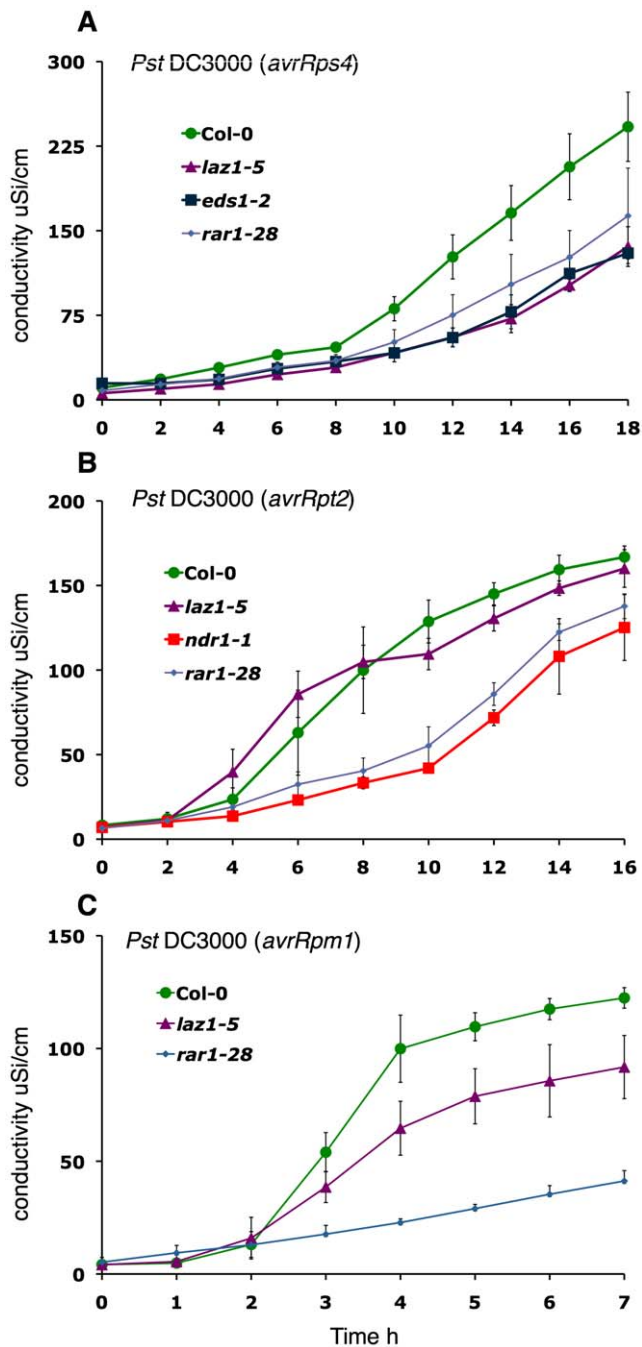 A
Pst DC3000 (avrRps4)
300
225
150
75
0
conductivity uSi/cm
Col-0
laz1-5
eds1-2
rar1-28
0 2 4 6 8 10 12 14 16 18
B
Pst DC3000 (avrRpt2)
200
150
100
50
0
conductivity uSi/cm
Col-0
laz1-5
ndr1-1
rar1-28
0 2 4 6 8 10 12 14 16
C
Pst DC3000 (avrRpm1)
150
100
50
0
conductivity uSi/cm
Col-0
laz1-5
rar1-28
0 1 2 3 4 5 6 7
Time h